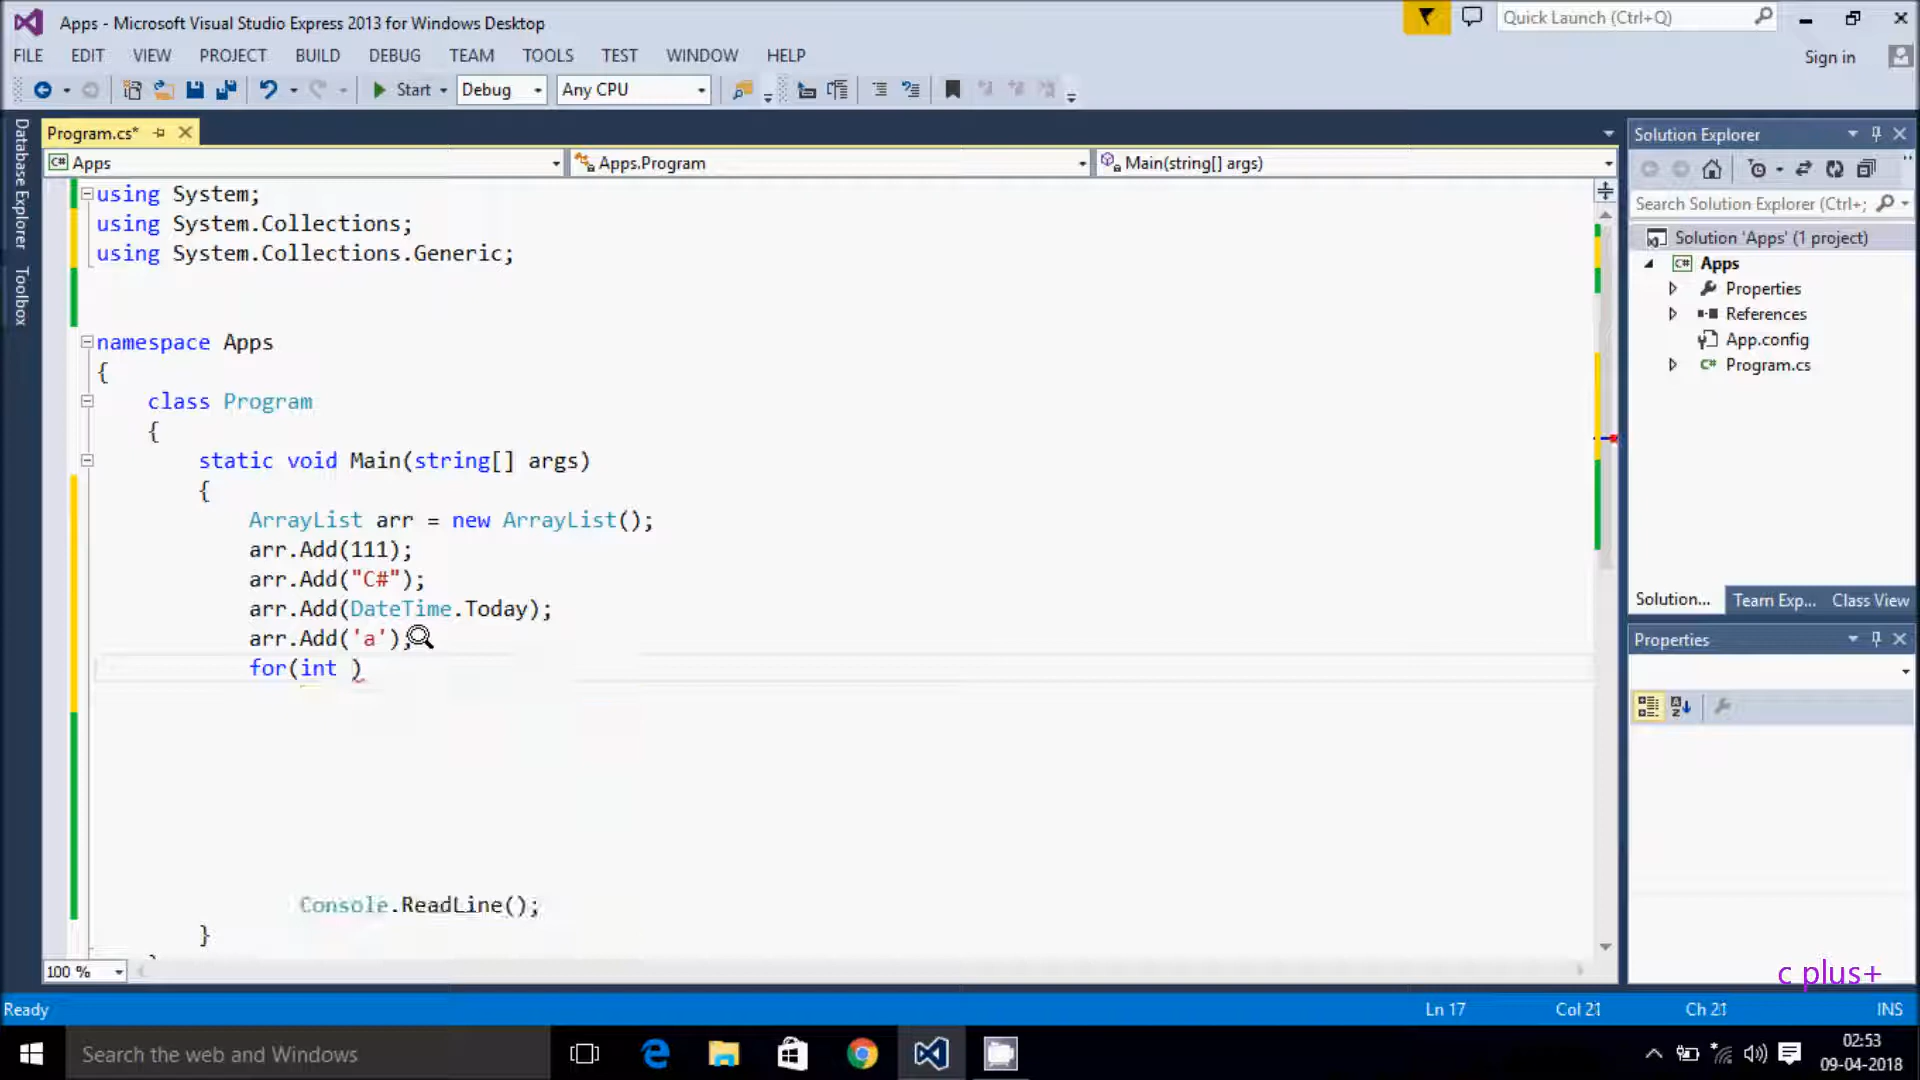 Apps - Microsoft Visual Studio Express 2013 for Windows Desktop
Quick Launch (Ctrl+Q)
FILE EDIT VIEW PROJECT BUILD DEBUG TEAM TOOLS TEST WINDOW HELP
Sign in
Start Debug Any CPU
Database Explorer
Toolbox
Program.cs*
Apps
Apps.Program
Main(string[] args)
using System;
using System.Collections;
using System.Collections.Generic;
namespace Apps
{
class Program
{
static void Main(string[] args)
{
ArrayList arr = new ArrayList();
arr.Add(111);
arr.Add("C#");
arr.Add(DateTime.Today);
arr.Add('a');
for(int )
Console.ReadLine();
}
100 %
Solution Explorer
Search Solution Explorer (Ctrl+;
Solution 'Apps' (1 project)
C# Apps
Properties
References
App.config
C# Program.cs
Solution... Team Exp... Class View
Properties
c plus+
Ready
Ln 17 Col 21 Ch 21 INS
Search the web and Windows
02:53
09-04-2018